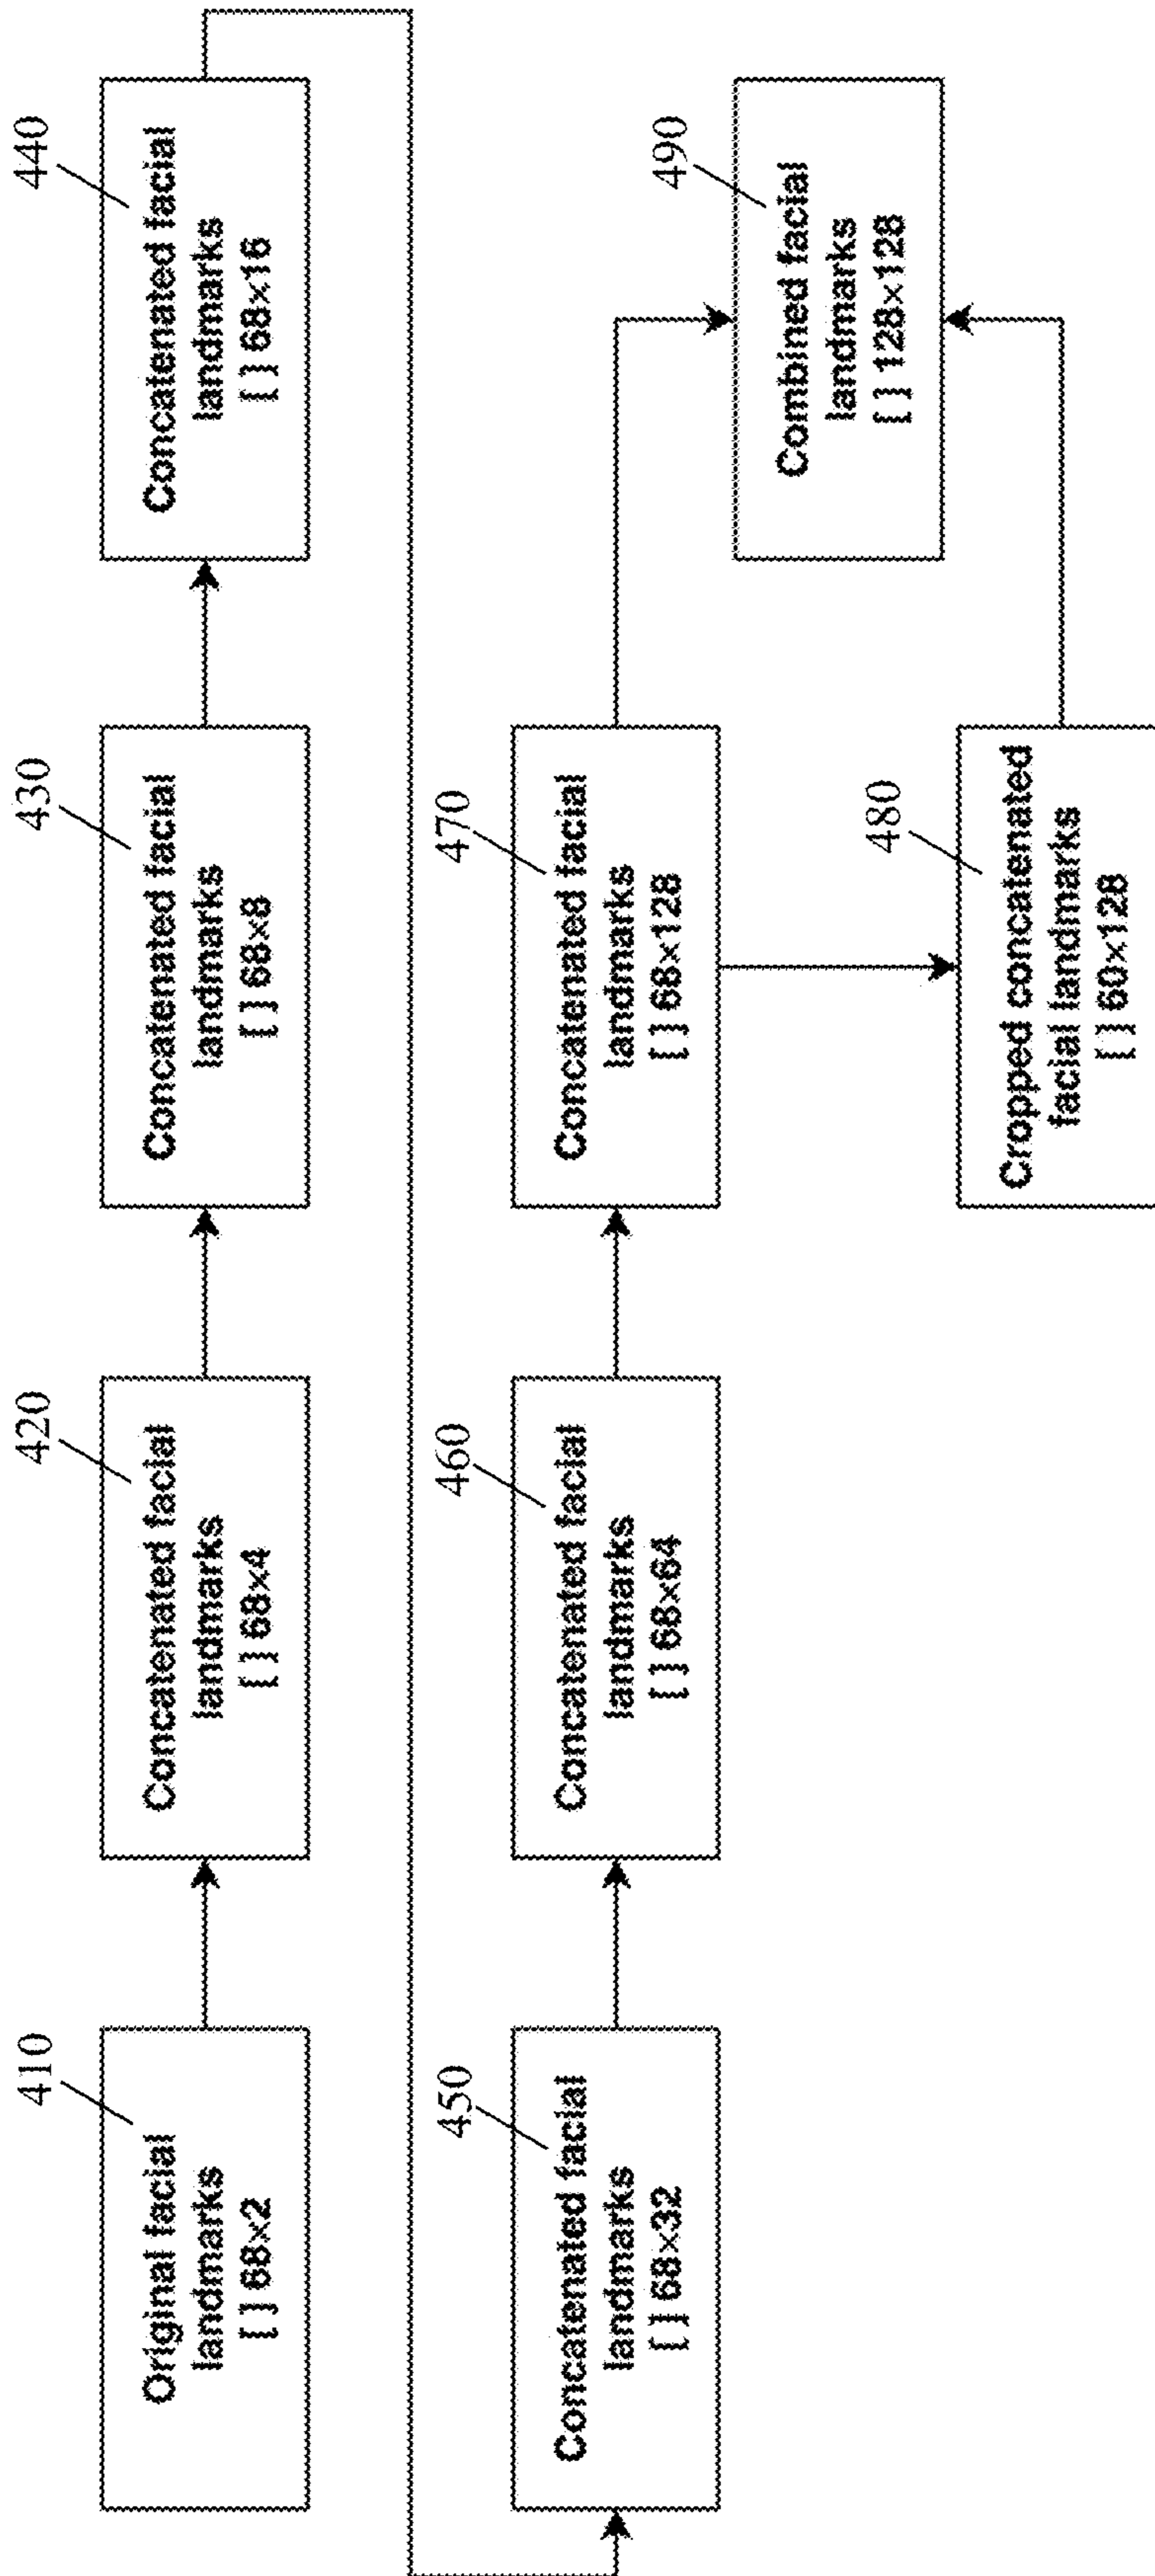 410
Original facial
landmarks
[ ] 68×2
420
Concatenated facial
landmarks
[ ] 68×4
430
Concatenated facial
landmarks
[ ] 68×8
440
Concatenated facial
landmarks
[ ] 68×16
450
Concatenated facial
landmarks
[ ] 68×32
460
Concatenated facial
landmarks
[ ] 68×64
470
Concatenated facial
landmarks
[ ] 68×128
480
Cropped concatenated
facial landmarks
[ ] 60×128
490
Combined facial
landmarks
[ ] 128×128